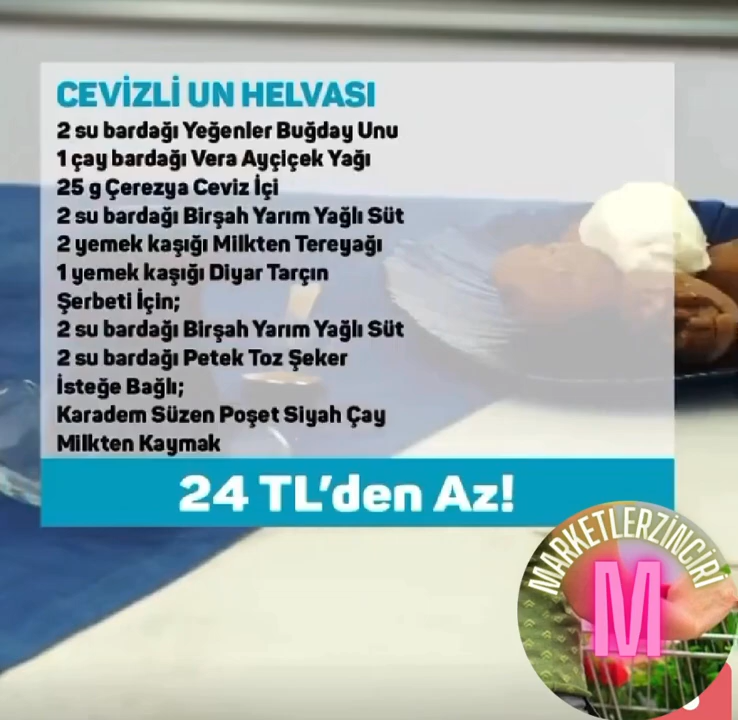 CEVİZLİ UN HELVASI
2 su bardağı Yeğenler Buğday Unu
1 çay bardağı Vera Ayçiçek Yağı
25 g Çerezya Ceviz İçi
2 su bardağı Birşah Yarım Yağlı Süt
2 yemek kaşığı Milkten Tereyağı
1 yemek kaşığı Diyar Tarçın
Şerbeti İçin;
2 su bardağı Birşah Yarım Yağlı Süt
2 su bardağı Petek Toz Şeker
İsteğe Bağlı;
Karadem Süzen Poşet Siyah Çay
Milkten Kaymak
24 TL'den Az!
MARKETLERZİNCİRİ
M